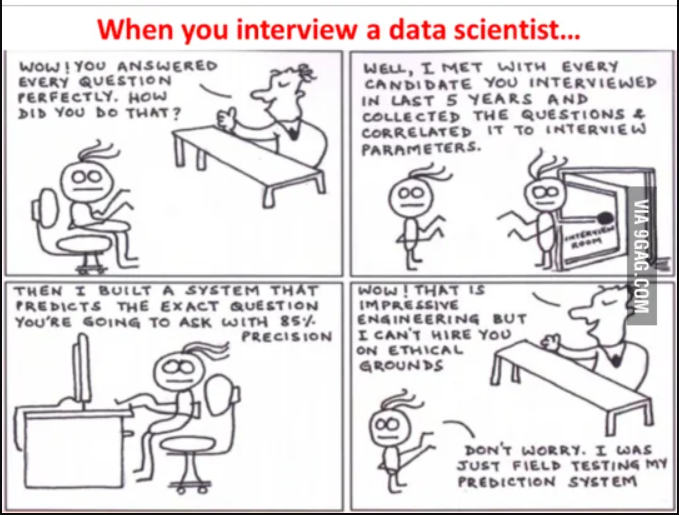 When you interview a data scientist...
WOW! YOU ANSWERED
EVERY QUESTION
PERFECTLY. HOW
DID YOU DO THAT?
WELL, I MET WITH EVERY
CANDIDATE YOU INTERVIEWED
IN LAST 5 YEARS AND
COLLECTED THE QUESTIONS &
CORRELATED IT TO INTERVIEW
PARAMETERS.
INTERVIEW
ROOM
THEN I BUILT A SYSTEM THAT
PREDICTS THE EXACT QUESTION
YOU'RE GOING TO ASK WITH 85%
PRECISION
WOW! THAT IS
IMPRESSIVE
ENGINEERING BUT
I CAN'T HIRE YOU
ON ETHICAL
GROUNDS
DON'T WORRY. I WAS
JUST FIELD TESTING MY
PREDICTION SYSTEM
VIA 9GAG.COM